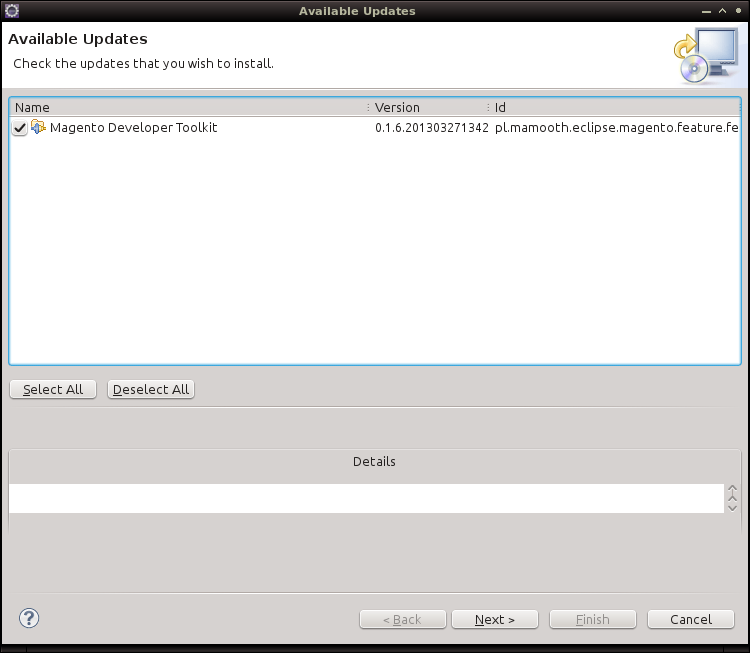 Available Updates
Available Updates
Check the updates that you wish to install.
Name Version Id
Magento Developer Toolkit 0.1.6.201303271342 pl.mamooth.eclipse.magento.feature.fe
Select All Deselect All
Details
?
< Back Next > Finish Cancel